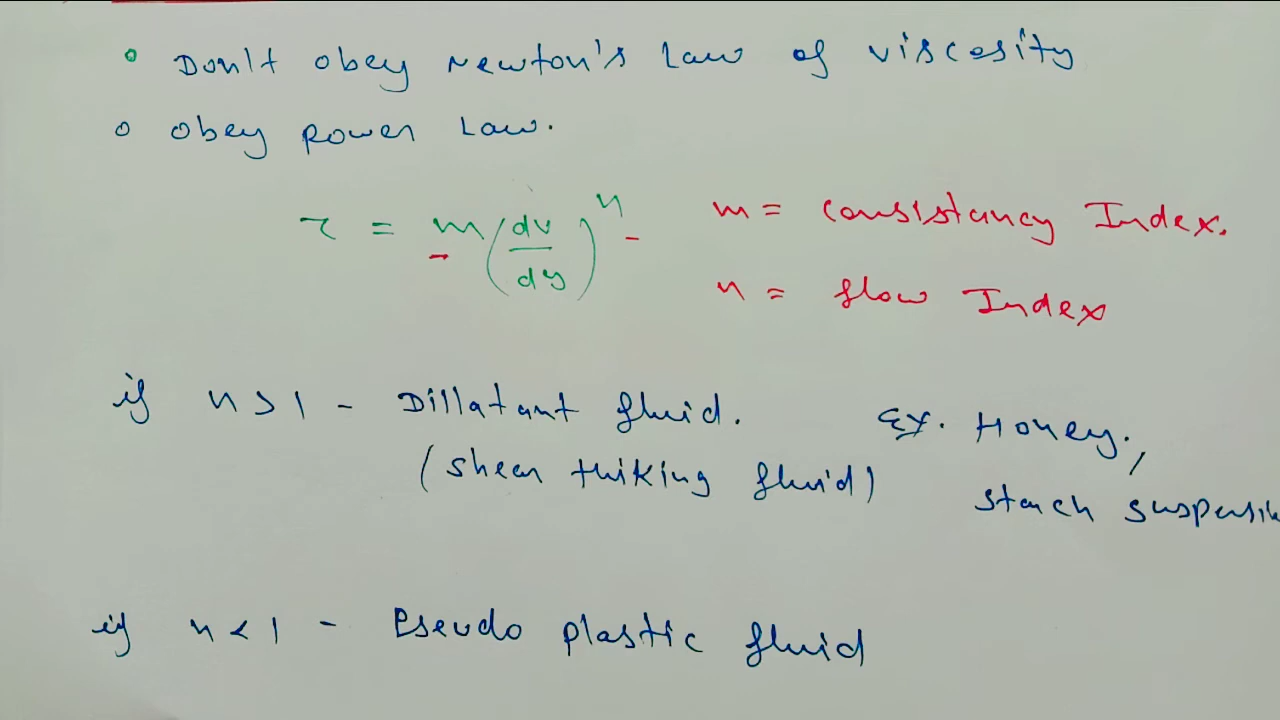 ° Don't obey Newton's Law of viscosity
° obey Power Law.
τ = m (dv/dy)^n
m = consistancy Index.
n = flow Index
if n > 1 - Dillatant fluid.
(shear thiking fluid)
Ex. Honey.,
starch suspensi
if n < 1 - Pseudo plastic fluid